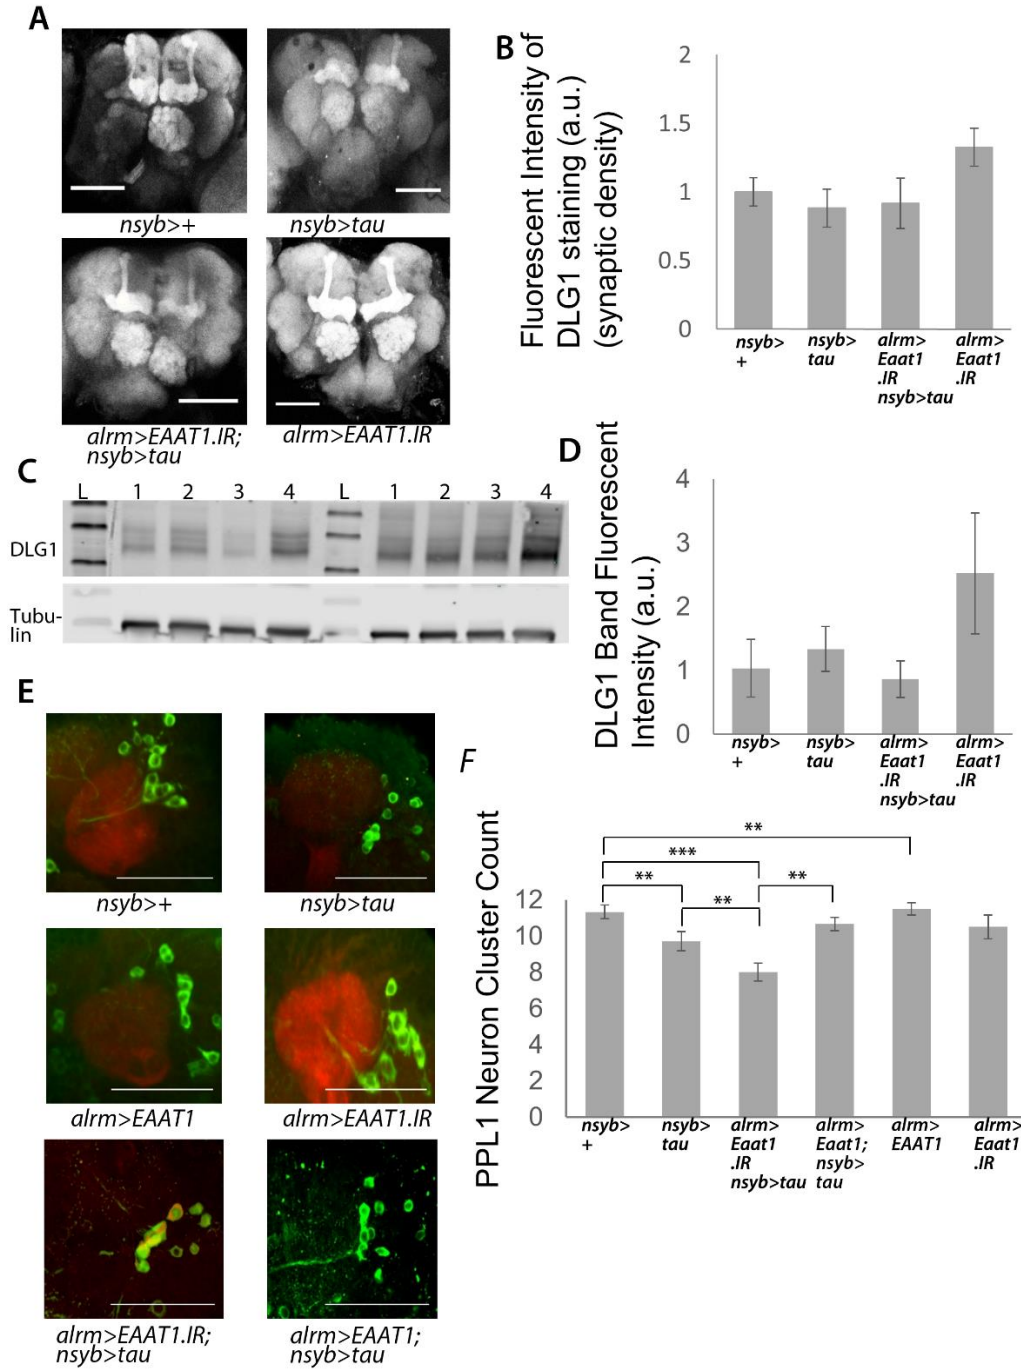 A
nsyb>+
nsyb>tau
alrm>EAAT1.IR;
nsyb>tau
alrm>EAAT1.IR
B
Fluorescent Intensity of
DLG1 staining (a.u.)
(synaptic density)
2
1.5
1
0.5
0
nsyb>
+
nsyb>
tau
alrm>
Eaat1
.IR
nsyb>tau
alrm>
Eaat1
.IR
C
L 1 2 3 4 L 1 2 3 4
DLG1
Tubu-
lin
D
DLG1 Band Fluorescent
Intensity (a.u.)
4
3
2
1
0
nsyb>
+
nsyb>
tau
alrm>
Eaat1
.IR
nsyb>tau
alrm>
Eaat1
.IR
E
nsyb>+
nsyb>tau
alrm>EAAT1
alrm>EAAT1.IR
alrm>EAAT1.IR;
nsyb>tau
alrm>EAAT1;
nsyb>tau
F
PPL1 Neuron Cluster Count
12
10
8
6
4
2
0
**
***
** **
**
nsyb>
+
nsyb>
tau
alrm>
Eaat1
.IR
nsyb>tau
alrm>
Eaat1;
nsyb>
tau
alrm>
EAAT1
alrm>
Eaat1
.IR